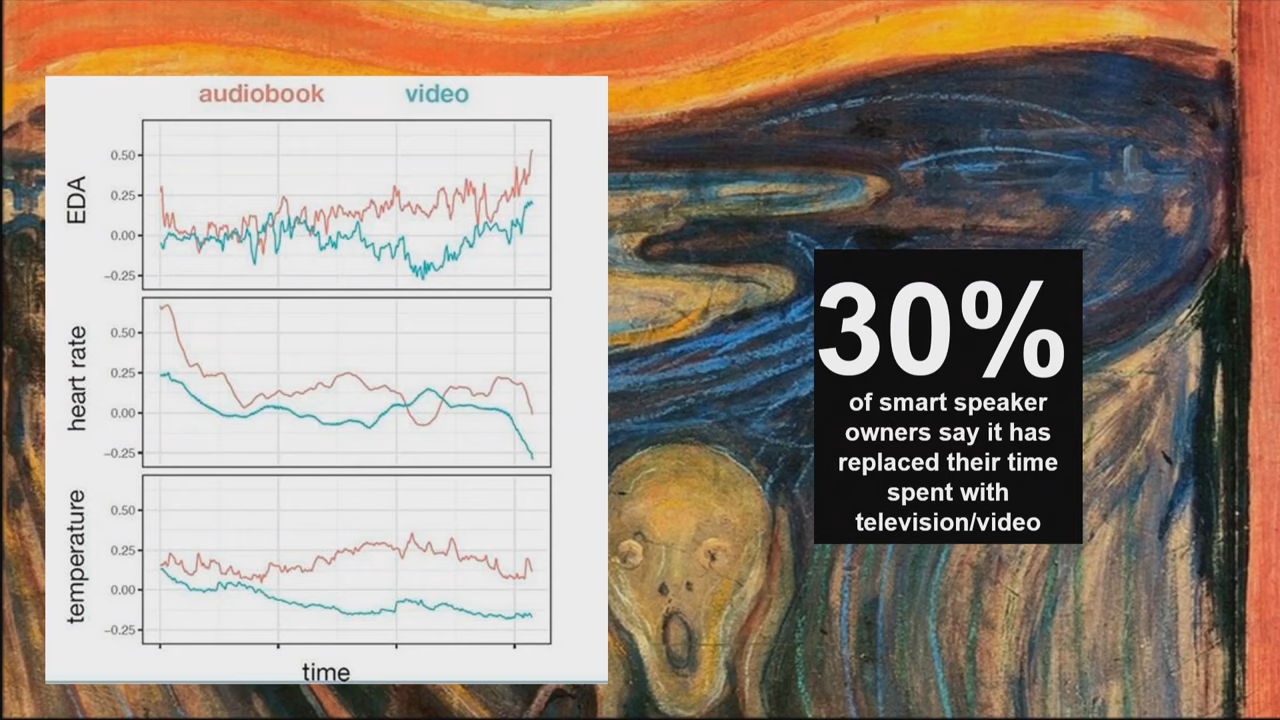 audiobook video
EDA
0.50
0.25
0.00
−0.25
heart rate
0.50
0.25
0.00
−0.25
temperature
0.50
0.25
0.00
−0.25
time
30%
of smart speaker
owners say it has
replaced their time
spent with
television/video